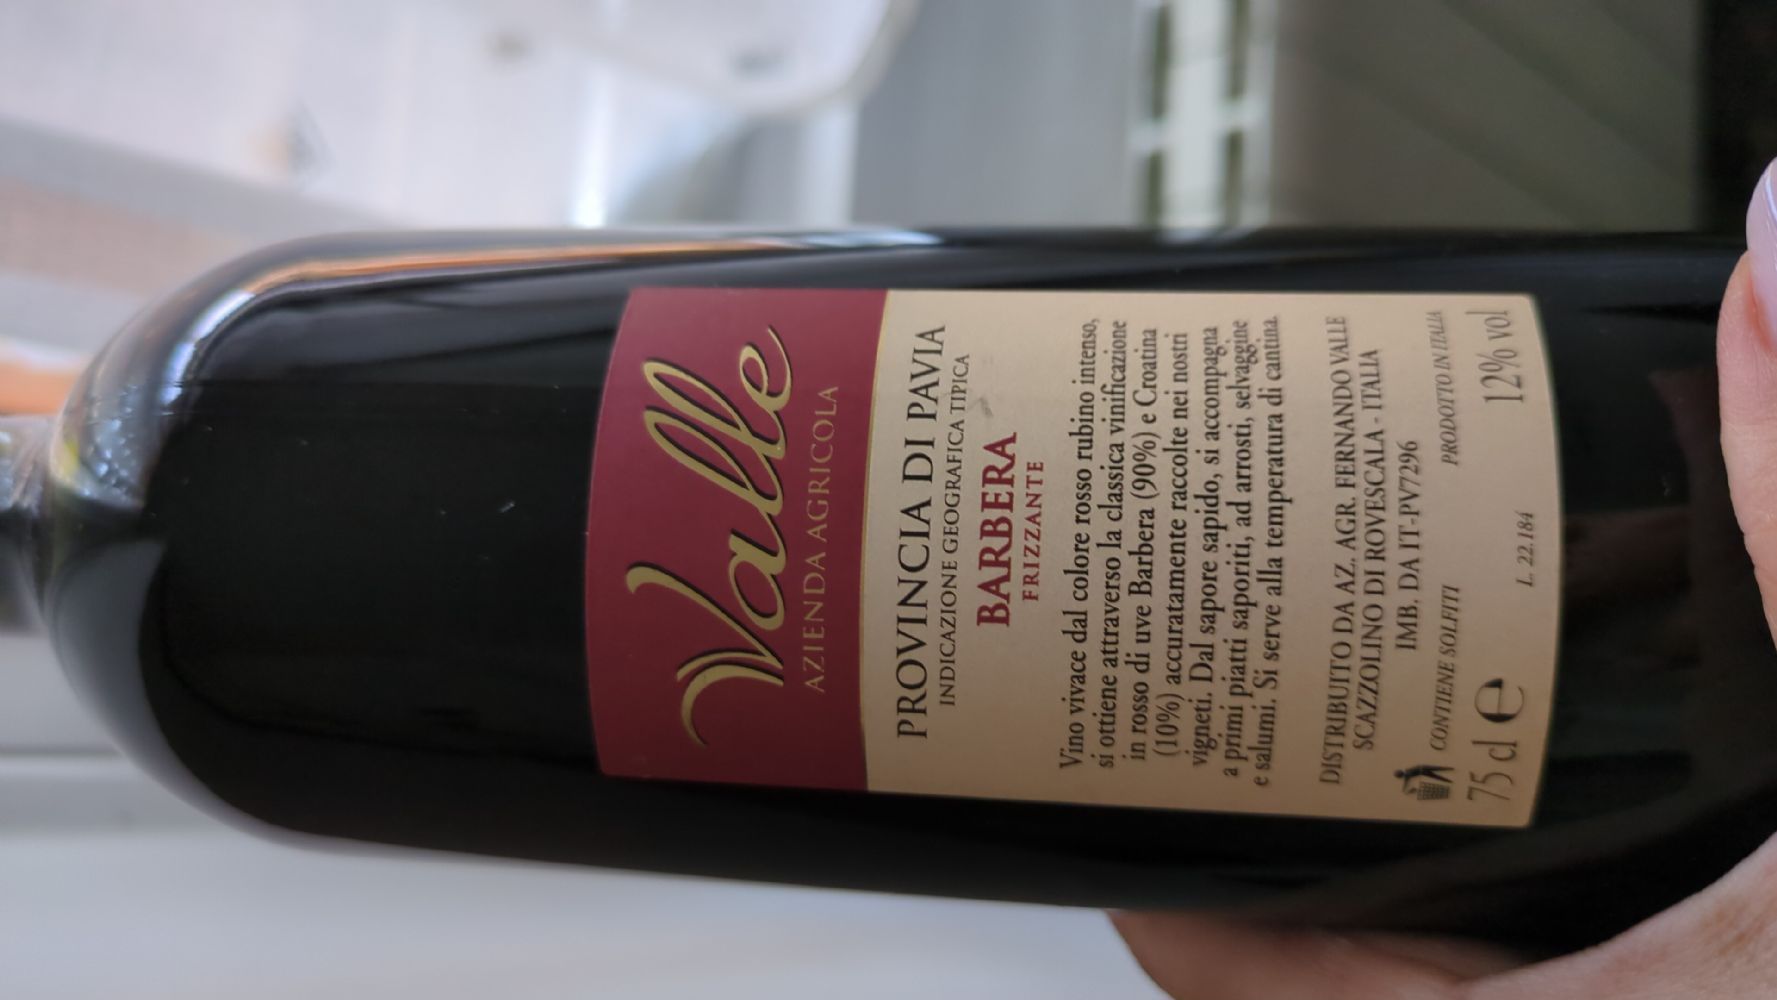 Valle
AZIENDA AGRICOLA
PROVINCIA DI PAVIA
INDICAZIONE GEOGRAFICA TIPICA
BARBERA
FRIZZANTE
Vino vivace dal colore rosso rubino intenso,
si ottiene attraverso la classica vinificazione
in rosso di uve Barbera (90%) e Croatina
(10%) accuratamente raccolte nei nostri
vigneti. Dal sapore sapido, si accompagna
a primi piatti saporiti, ad arrosti, selvaggine
e salumi. Si serve alla temperatura di cantina.
DISTRIBUITO DA AZ. AGR. FERNANDO VALLE
SCAZZOLINO DI ROVESCALA - ITALIA
IMB. DA IT-PV7296
CONTIENE SOLFITI PRODOTTO IN ITALIA
75 cl e 12% vol
L 22.184